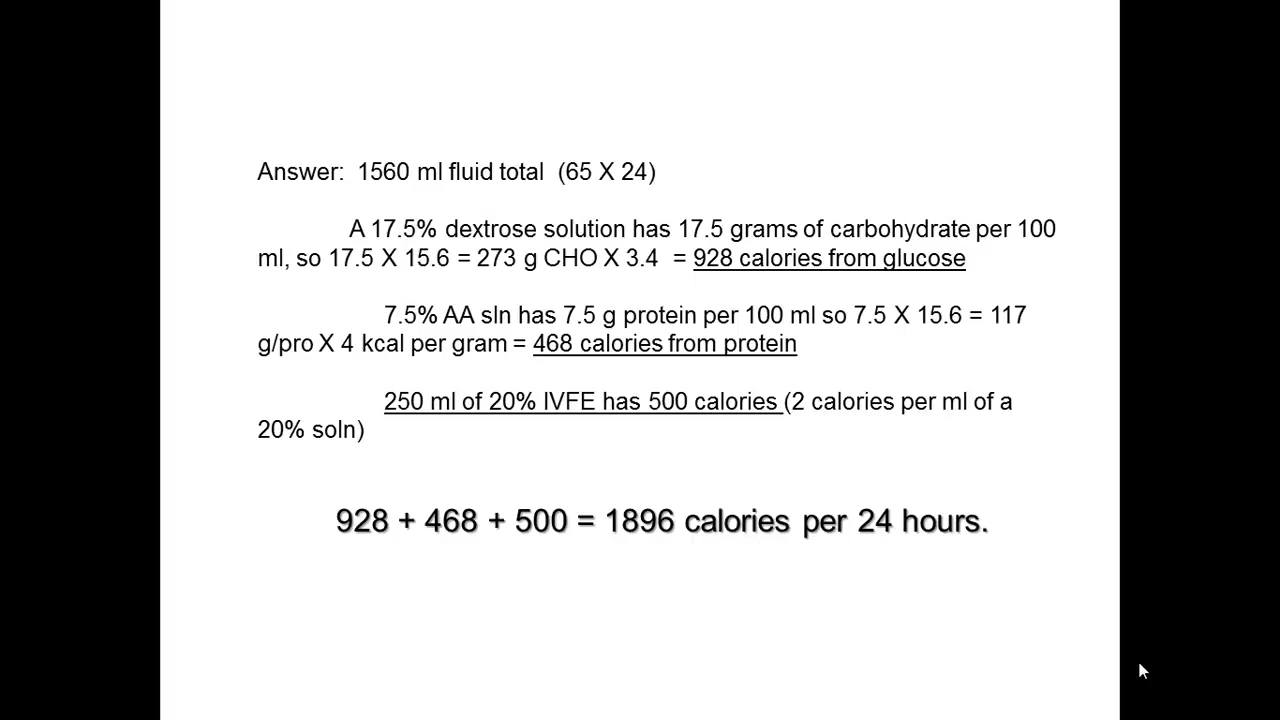 Answer:  1560 ml fluid total  (65 X 24)
A 17.5% dextrose solution has 17.5 grams of carbohydrate per 100
ml, so 17.5 X 15.6 = 273 g CHO X 3.4  = 928 calories from glucose
7.5% AA sln has 7.5 g protein per 100 ml so 7.5 X 15.6 = 117
g/pro X 4 kcal per gram = 468 calories from protein
250 ml of 20% IVFE has 500 calories (2 calories per ml of a
20% soln)
928 + 468 + 500 = 1896 calories per 24 hours.